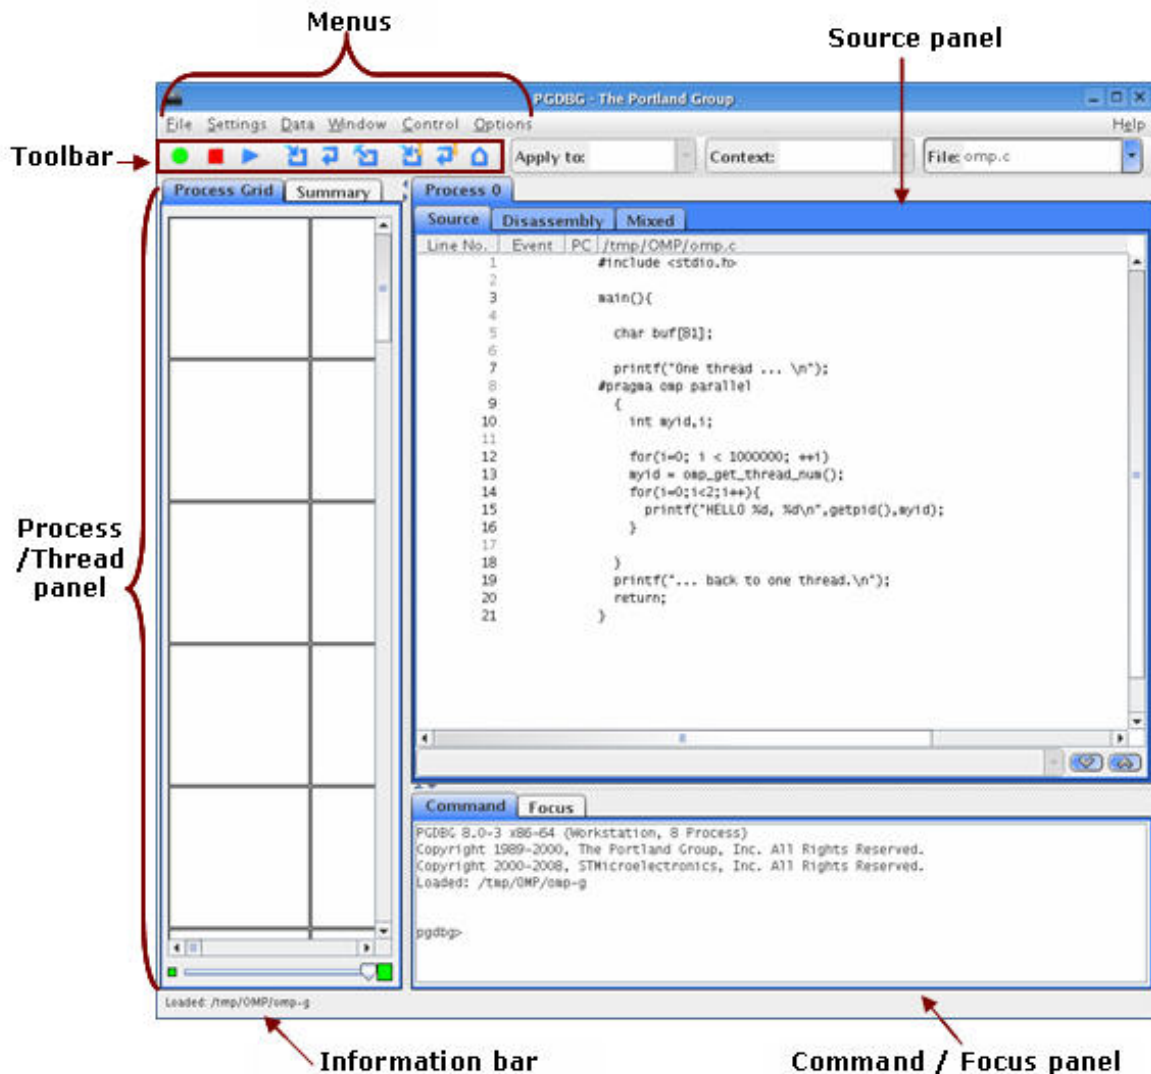 Menus
Source panel
PGDBG - The Portland Group
File Settings Data Window Control Options Help
Toolbar
Apply to: Context: File: omp.c
Process Grid Summary
Process 0
Source Disassembly Mixed
Line No. Event PC /tmp/OMP/omp.c
1 #include <stdio.h>
2
3 main(){
4
5 char buf[81];
6
7 printf("One thread ... \n");
8 #pragma omp parallel
9 {
10 int myid,i;
11
12 for(i=0; i < 1000000; ++i)
13 myid = omp_get_thread_num();
14 for(i=0;i<2;i++){
15 printf("HELLO %d, %d\n",getpid(),myid);
16 }
17
18 }
19 printf("... back to one thread.\n");
20 return;
21 }
Process
/Thread
panel
Command Focus
PGDBG 8.0-3 x86-64 (Workstation, 8 Process)
Copyright 1989-2000, The Portland Group, Inc. All Rights Reserved.
Copyright 2000-2008, STMicroelectronics, Inc. All Rights Reserved.
Loaded: /tmp/OMP/omp-g
pgdbg>
Loaded: /tmp/OMP/omp-g
Information bar
Command / Focus panel